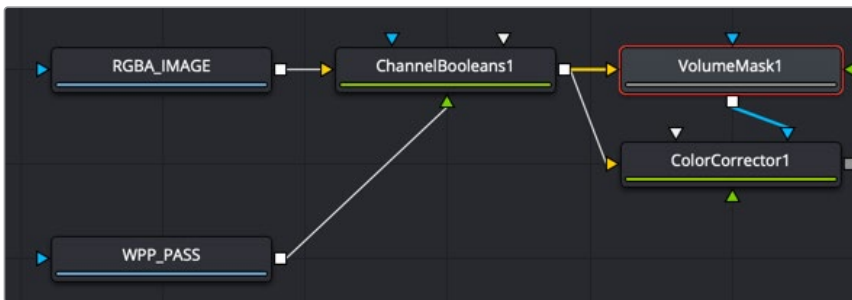 RGBA_IMAGE
ChannelBooleans1
VolumeMask1
ColorCorrector1
WPP_PASS